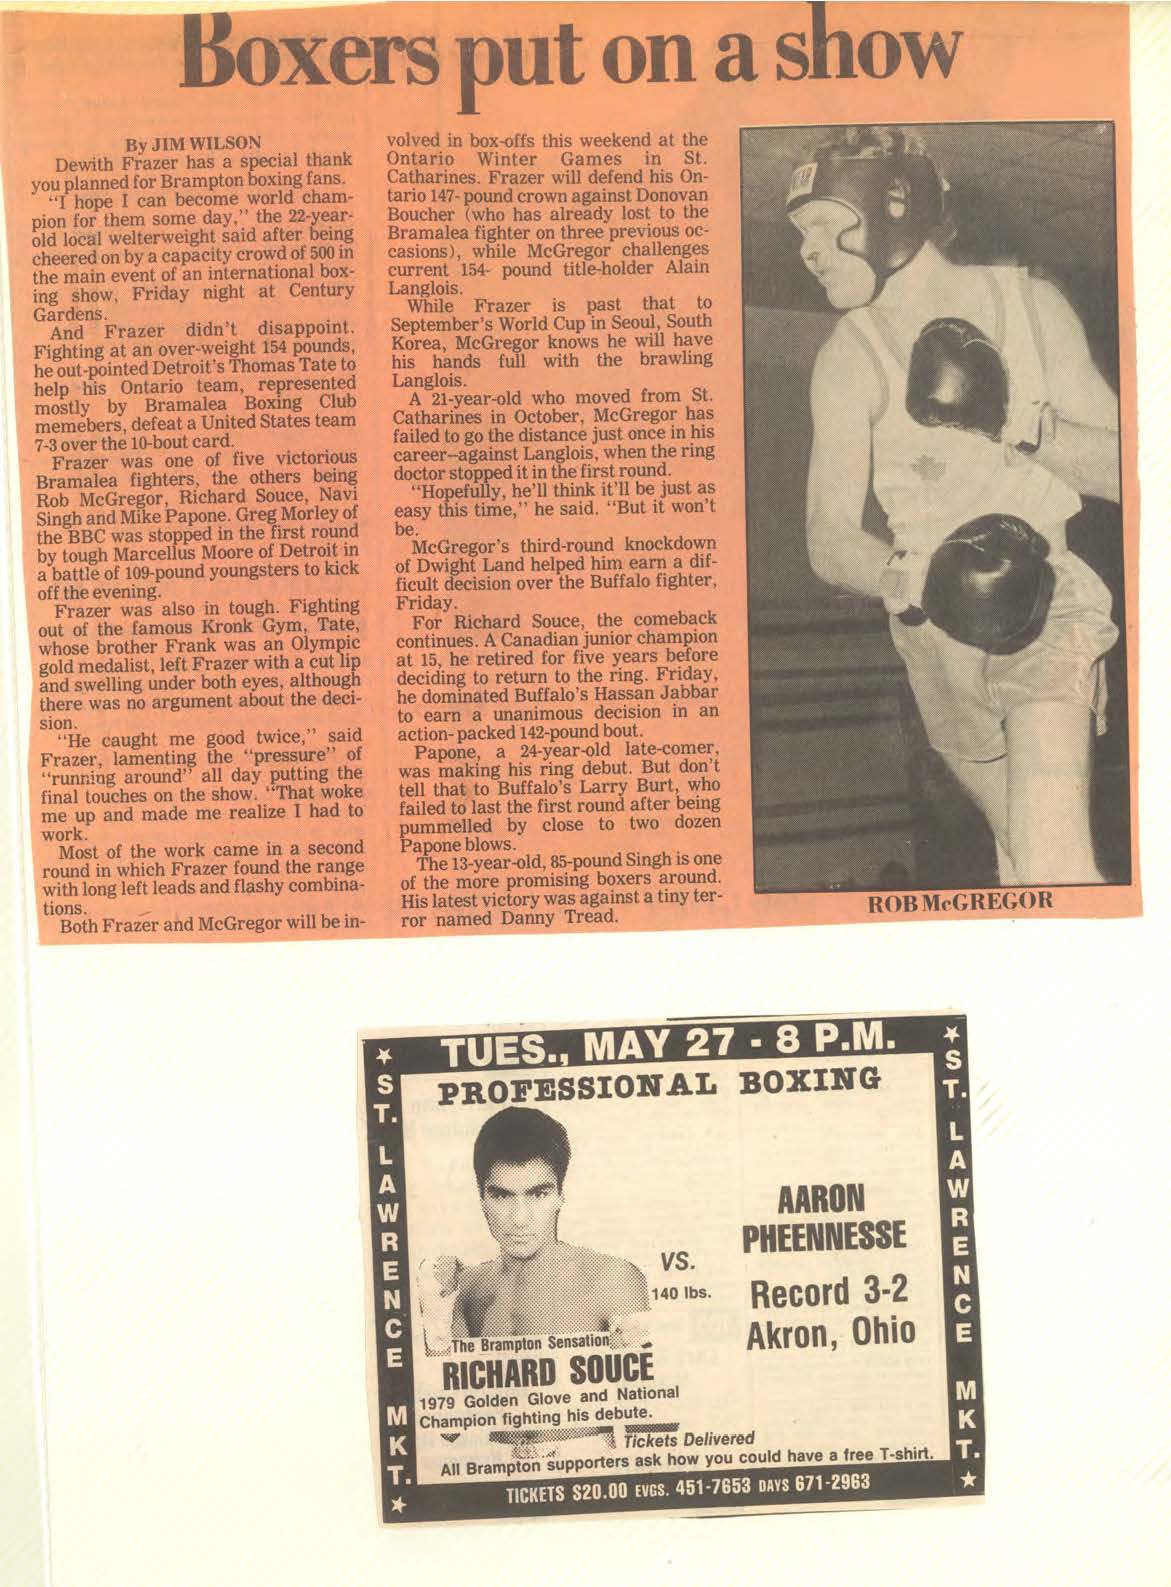 Boxers put on a show
By JIM WILSON
Dewith Frazer has a special thank
you planned for Brampton boxing fans.
"I hope I can become world cham-
pion for them some day," the 22-year-
old local welterweight said after being
cheered on by a capacity crowd of 500 in
the main event of an international box-
ing show, Friday night at Century
Gardens.
And Frazer didn't disappoint.
Fighting at an over-weight 154 pounds,
he out-pointed Detroit's Thomas Tate to
help his Ontario team, represented
mostly by Bramalea Boxing Club
memebers, defeat a United States team
7-3 over the 10-bout card.
Frazer was one of five victorious
Bramalea fighters, the others being
Rob McGregor, Richard Souce, Navi
Singh and Mike Papone. Greg Morley of
the BBC was stopped in the first round
by tough Marcellus Moore of Detroit in
a battle of 109-pound youngsters to kick
off the evening.
Frazer was also in tough. Fighting
out of the famous Kronk Gym, Tate,
whose brother Frank was an Olympic
gold medalist, left Frazer with a cut lip
and swelling under both eyes, although
there was no argument about the deci-
sion.
"He caught me good twice," said
Frazer, lamenting the "pressure" of
"running around" all day putting the
final touches on the show. "That woke
me up and made me realize I had to
work.
Most of the work came in a second
round in which Frazer found the range
with long left leads and flashy combina-
tions.
Both Frazer and McGregor will be in-
volved in box-offs this weekend at the
Ontario Winter Games in St.
Catharines. Frazer will defend his On-
tario 147- pound crown against Donovan
Boucher (who has already lost to the
Bramalea fighter on three previous oc-
casions), while McGregor challenges
current 154- pound title-holder Alain
Langlois.
While Frazer is past that to
September's World Cup in Seoul, South
Korea, McGregor knows he will have
his hands full with the brawling
Langlois.
A 21-year-old who moved from St.
Catharines in October, McGregor has
failed to go the distance just once in his
career--against Langlois, when the ring
doctor stopped it in the first round.
"Hopefully, he'll think it'll be just as
easy this time," he said. "But it won't
be.
McGregor's third-round knockdown
of Dwight Land helped him earn a dif-
ficult decision over the Buffalo fighter,
Friday.
For Richard Souce, the comeback
continues. A Canadian junior champion
at 15, he retired for five years before
deciding to return to the ring. Friday,
he dominated Buffalo's Hassan Jabbar
to earn a unanimous decision in an
action- packed 142-pound bout.
Papone, a 24-year-old late-comer,
was making his ring debut. But don't
tell that to Buffalo's Larry Burt, who
failed to last the first round after being
pummelled by close to two dozen
Papone blows.
The 13-year-old, 85-pound Singh is one
of the more promising boxers around.
His latest victory was against a tiny ter-
ror named Danny Tread.
ROB McGREGOR
TUES., MAY 27 - 8 P.M.
★ ST. LAWRENCE MKT. ★
PROFESSIONAL BOXING
VS.
140 lbs.
AARON
PHEENNESSE
Record 3-2
Akron, Ohio
The Brampton Sensation
RICHARD SOUCÉ
1979 Golden Glove and National
Champion fighting his debute.
Tickets Delivered
All Brampton supporters ask how you could have a free T-shirt.
TICKETS $20.00 EVGS. 451-7653 DAYS 671-2963
★ ST. LAWRENCE MKT. ★